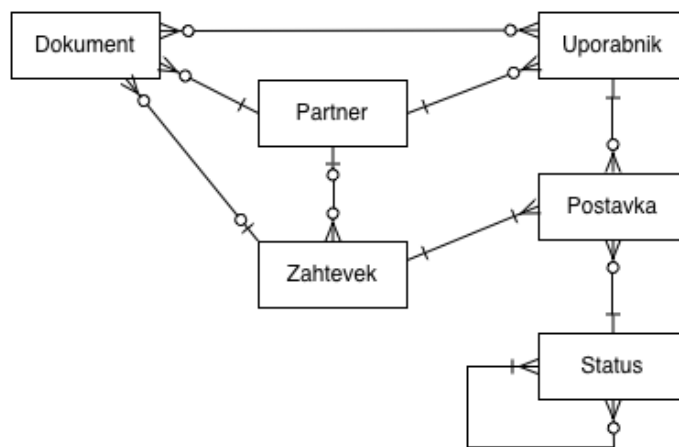 Dokument
Uporabnik
Partner
Postavka
Zahtevek
Status